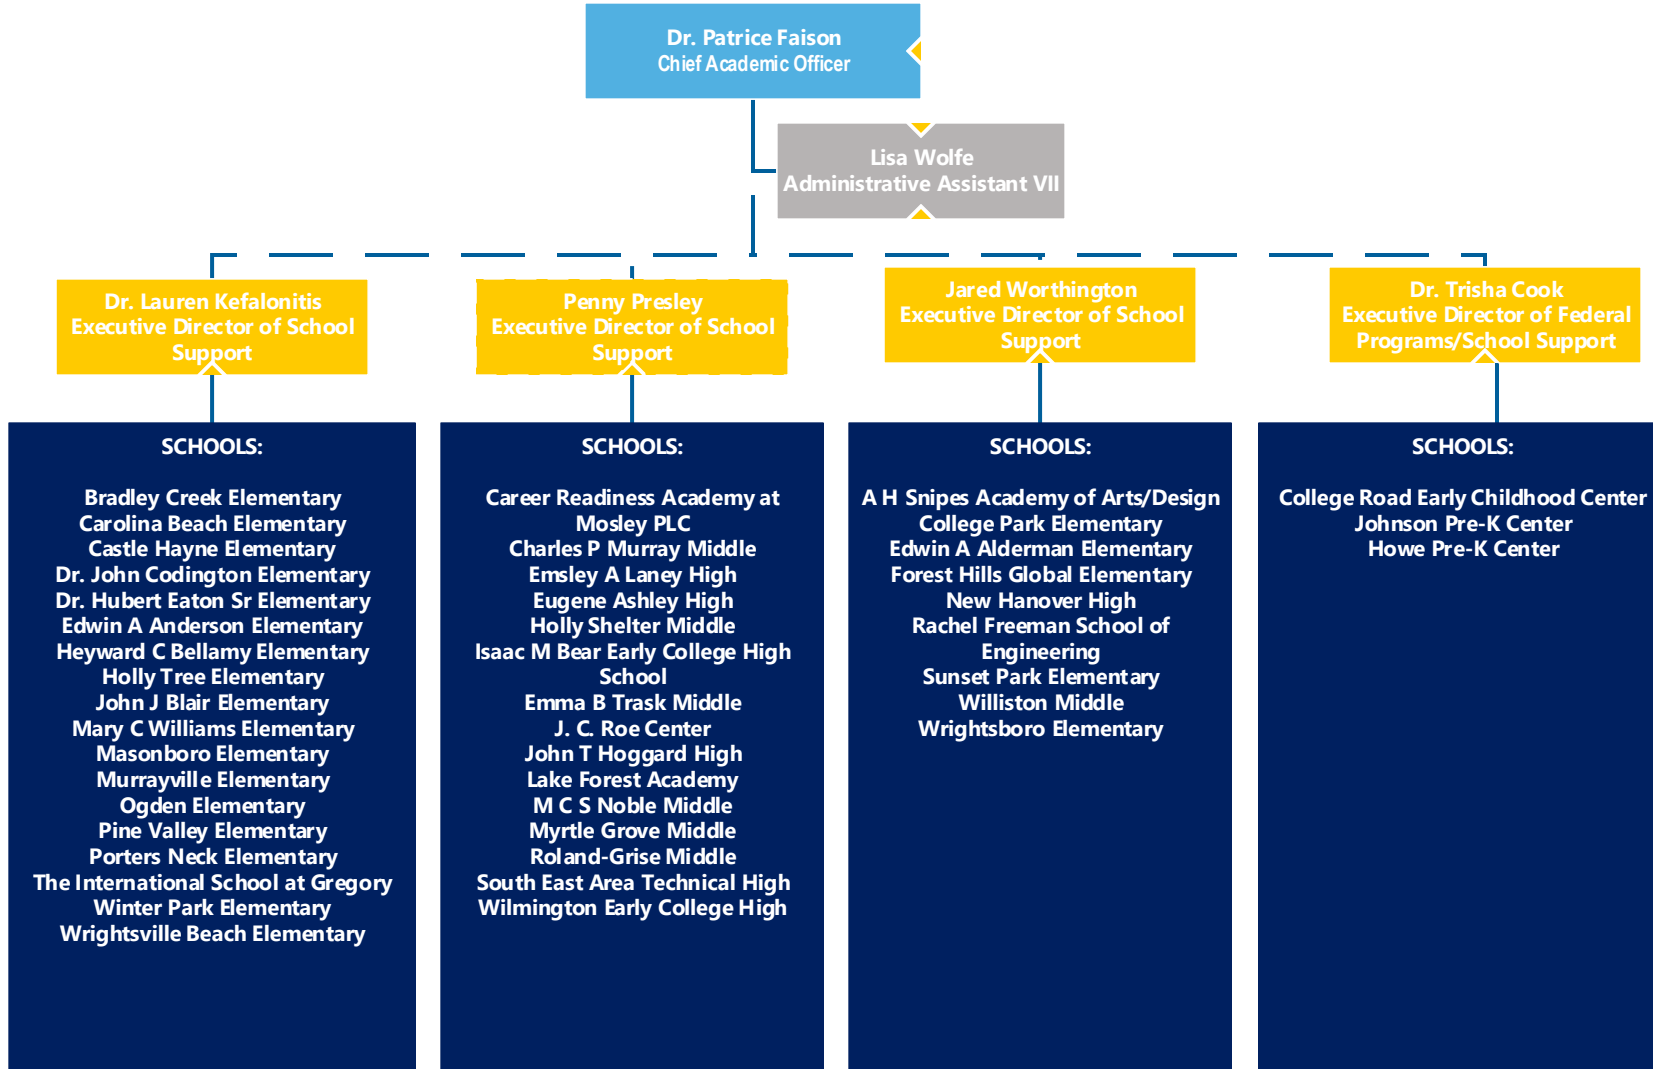 Dr. Patrice Faison
Chief Academic Officer
Lisa Wolfe
Administrative Assistant VII
Dr. Lauren Kefalonitis
Executive Director of School
Support
Penny Presley
Executive Director of School
Support
Jared Worthington
Executive Director of School
Support
Dr. Trisha Cook
Executive Director of Federal
Programs/School Support
SCHOOLS:
Bradley Creek Elementary
Carolina Beach Elementary
Castle Hayne Elementary
Dr. John Codington Elementary
Dr. Hubert Eaton Sr Elementary
Edwin A Anderson Elementary
Heyward C Bellamy Elementary
Holly Tree Elementary
John J Blair Elementary
Mary C Williams Elementary
Masonboro Elementary
Murrayville Elementary
Ogden Elementary
Pine Valley Elementary
Porters Neck Elementary
The International School at Gregory
Winter Park Elementary
Wrightsville Beach Elementary
SCHOOLS:
Career Readiness Academy at
Mosley PLC
Charles P Murray Middle
Emsley A Laney High
Eugene Ashley High
Holly Shelter Middle
Isaac M Bear Early College High
School
Emma B Trask Middle
J. C. Roe Center
John T Hoggard High
Lake Forest Academy
M C S Noble Middle
Myrtle Grove Middle
Roland-Grise Middle
South East Area Technical High
Wilmington Early College High
SCHOOLS:
A H Snipes Academy of Arts/Design
College Park Elementary
Edwin A Alderman Elementary
Forest Hills Global Elementary
New Hanover High
Rachel Freeman School of
Engineering
Sunset Park Elementary
Williston Middle
Wrightsboro Elementary
SCHOOLS:
College Road Early Childhood Center
Johnson Pre-K Center
Howe Pre-K Center